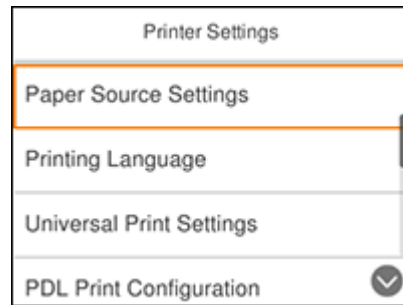 Printer Settings
Paper Source Settings
Printing Language
Universal Print Settings
PDL Print Configuration